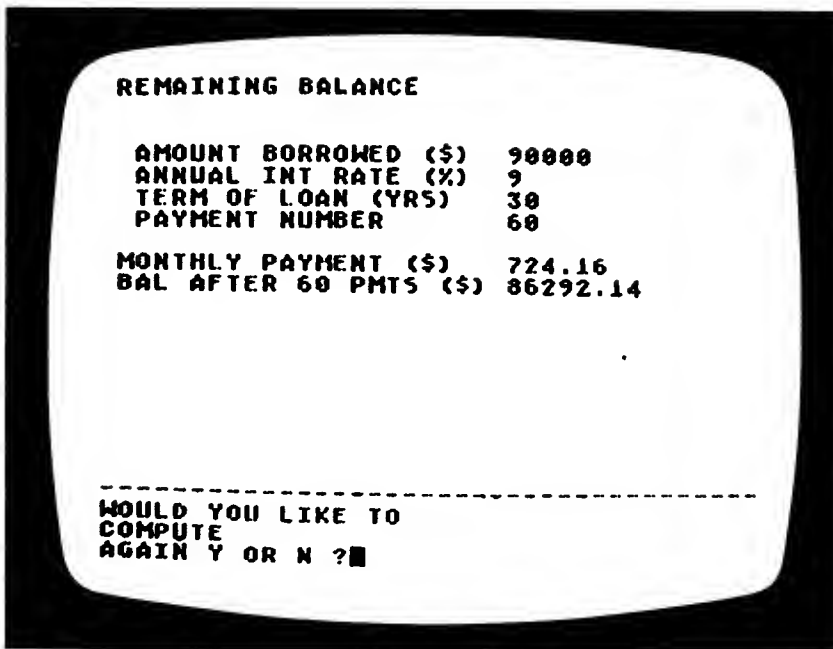 REMAINING BALANCE
AMOUNT BORROWED ($) 90000
ANNUAL INT RATE (%) 9
TERM OF LOAN (YRS) 30
PAYMENT NUMBER 60
MONTHLY PAYMENT ($) 724.16
BAL AFTER 60 PMTS ($) 86292.14
WOULD YOU LIKE TO
COMPUTE
AGAIN Y OR N ?